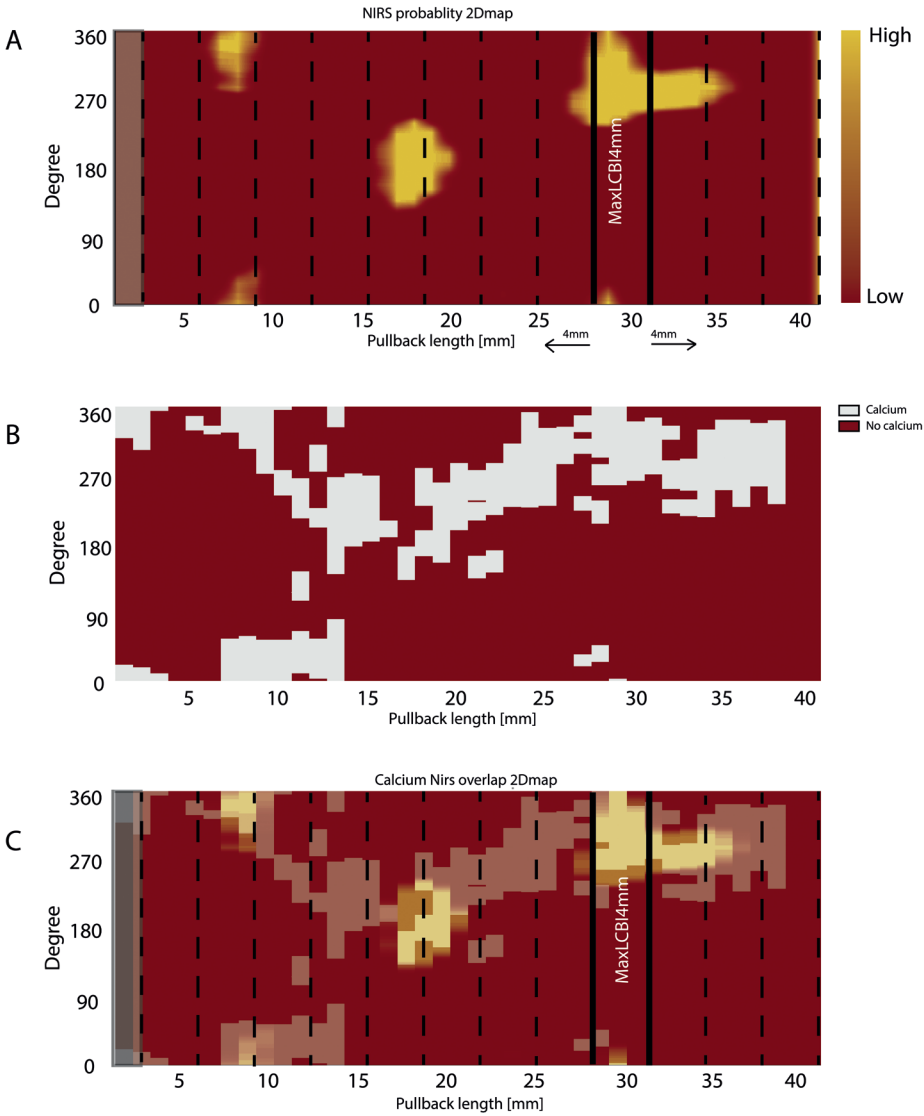 NIRS probablity 2Dmap
A
360
270
180
90
0
Degree
MaxLCBI4mm
High
Low
5 10 15 20 25 30 35 40
Pullback length [mm]
4mm 4mm
B
360
270
180
90
0
Degree
Calcium
No calcium
5 10 15 20 25 30 35 40
Pullback length [mm]
Calcium Nirs overlap 2Dmap
C
360
270
180
90
0
Degree
MaxLCBI4mm
5 10 15 20 25 30 35 40
Pullback length [mm]